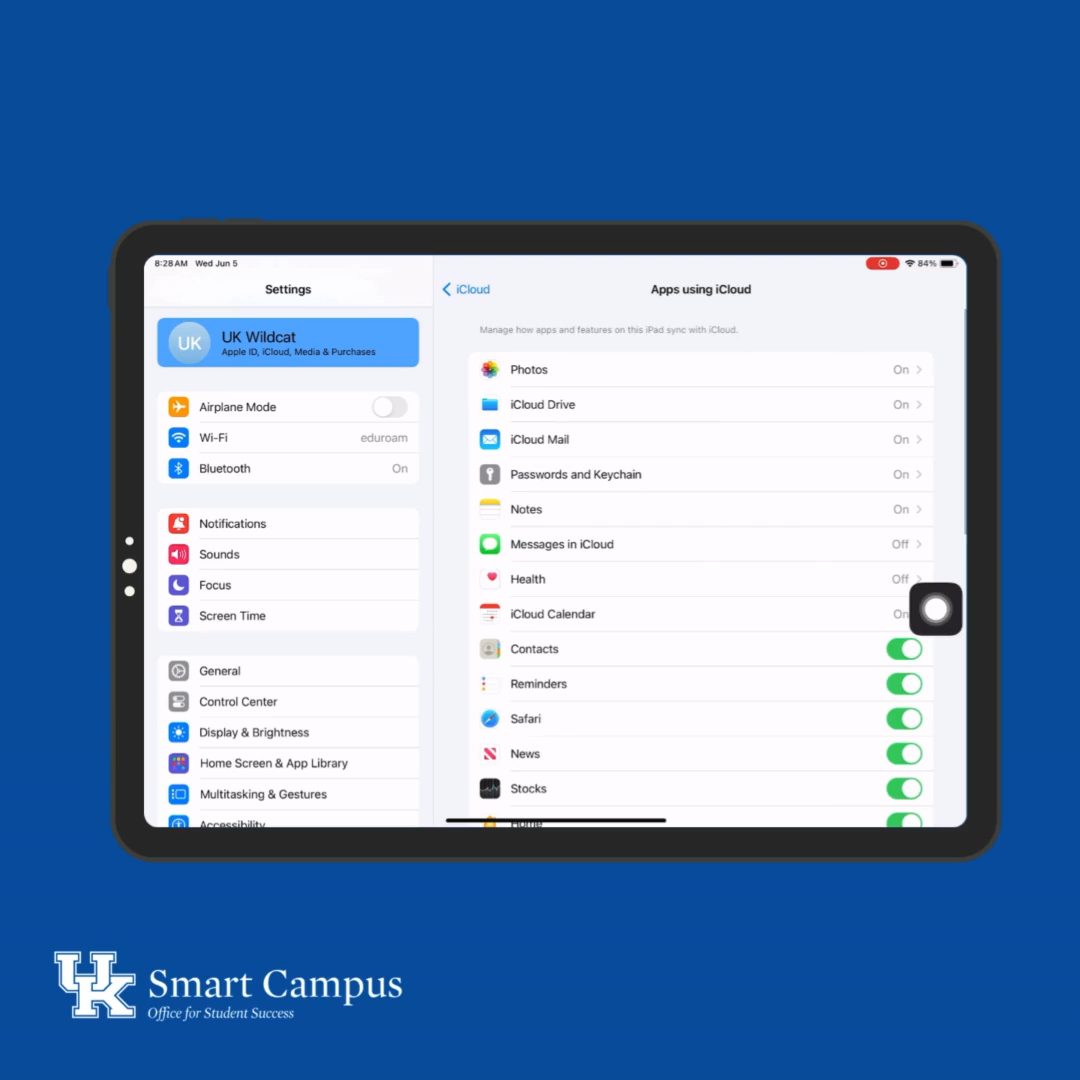 8:28 AM Wed Jun 5
84%
Settings
UK
UK Wildcat
Apple ID, iCloud, Media & Purchases
Airplane Mode
Wi-Fi
eduroam
Bluetooth
On
Notifications
Sounds
Focus
Screen Time
General
Control Center
Display & Brightness
Home Screen & App Library
Multitasking & Gestures
Accessibility
iCloud
Apps using iCloud
Manage how apps and features on this iPad sync with iCloud.
Photos
On
iCloud Drive
On
iCloud Mail
On
Passwords and Keychain
On
Notes
On
Messages in iCloud
Off
Health
Off
iCloud Calendar
On
Contacts
Reminders
Safari
News
Stocks
Home
UK
Smart Campus
Office for Student Success